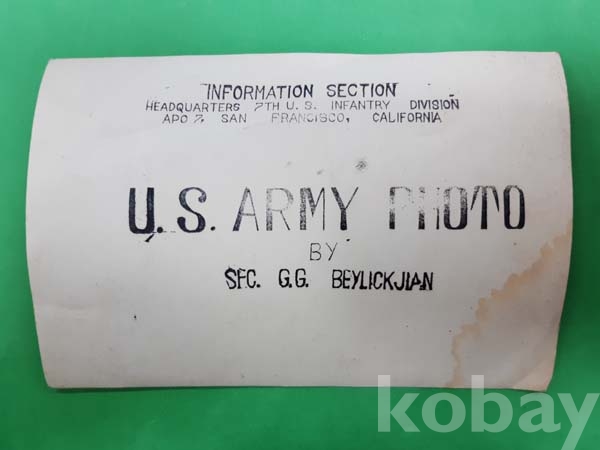 INFORMATION SECTION
HEADQUARTERS 7TH U.S. INFANTRY DIVISION
APO 7, SAN FRANCISCO, CALIFORNIA
U.S. ARMY PHOTO
BY
SFC. G.G. BEYLICKJIAN
kobay